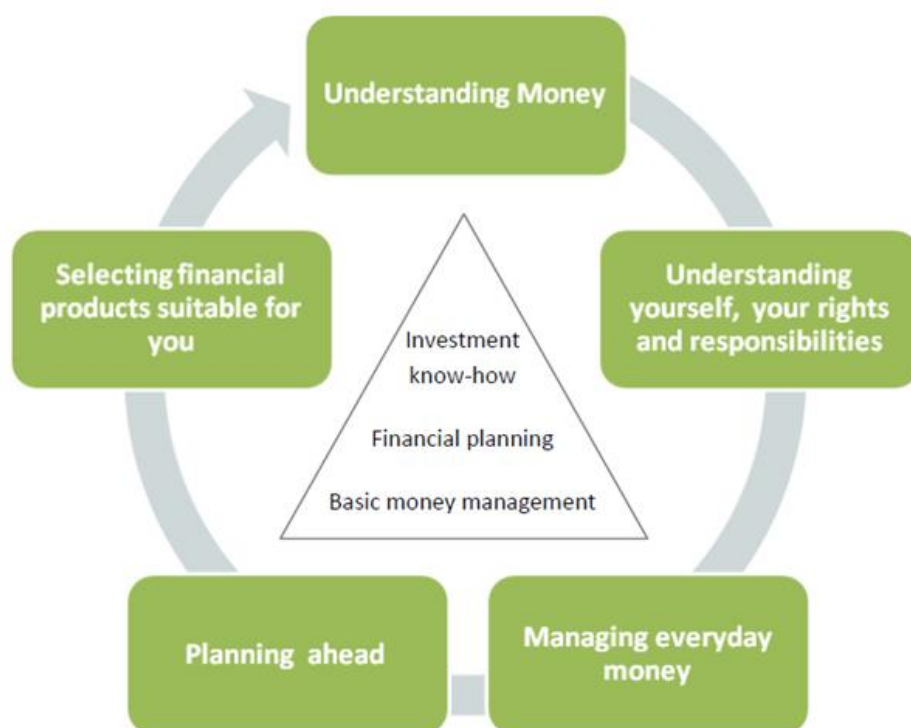 Understanding Money
Understanding
yourself, your rights
and responsibilities
Managing everyday
money
Planning ahead
Selecting financial
products suitable for
you
Investment
know-how
Financial planning
Basic money management